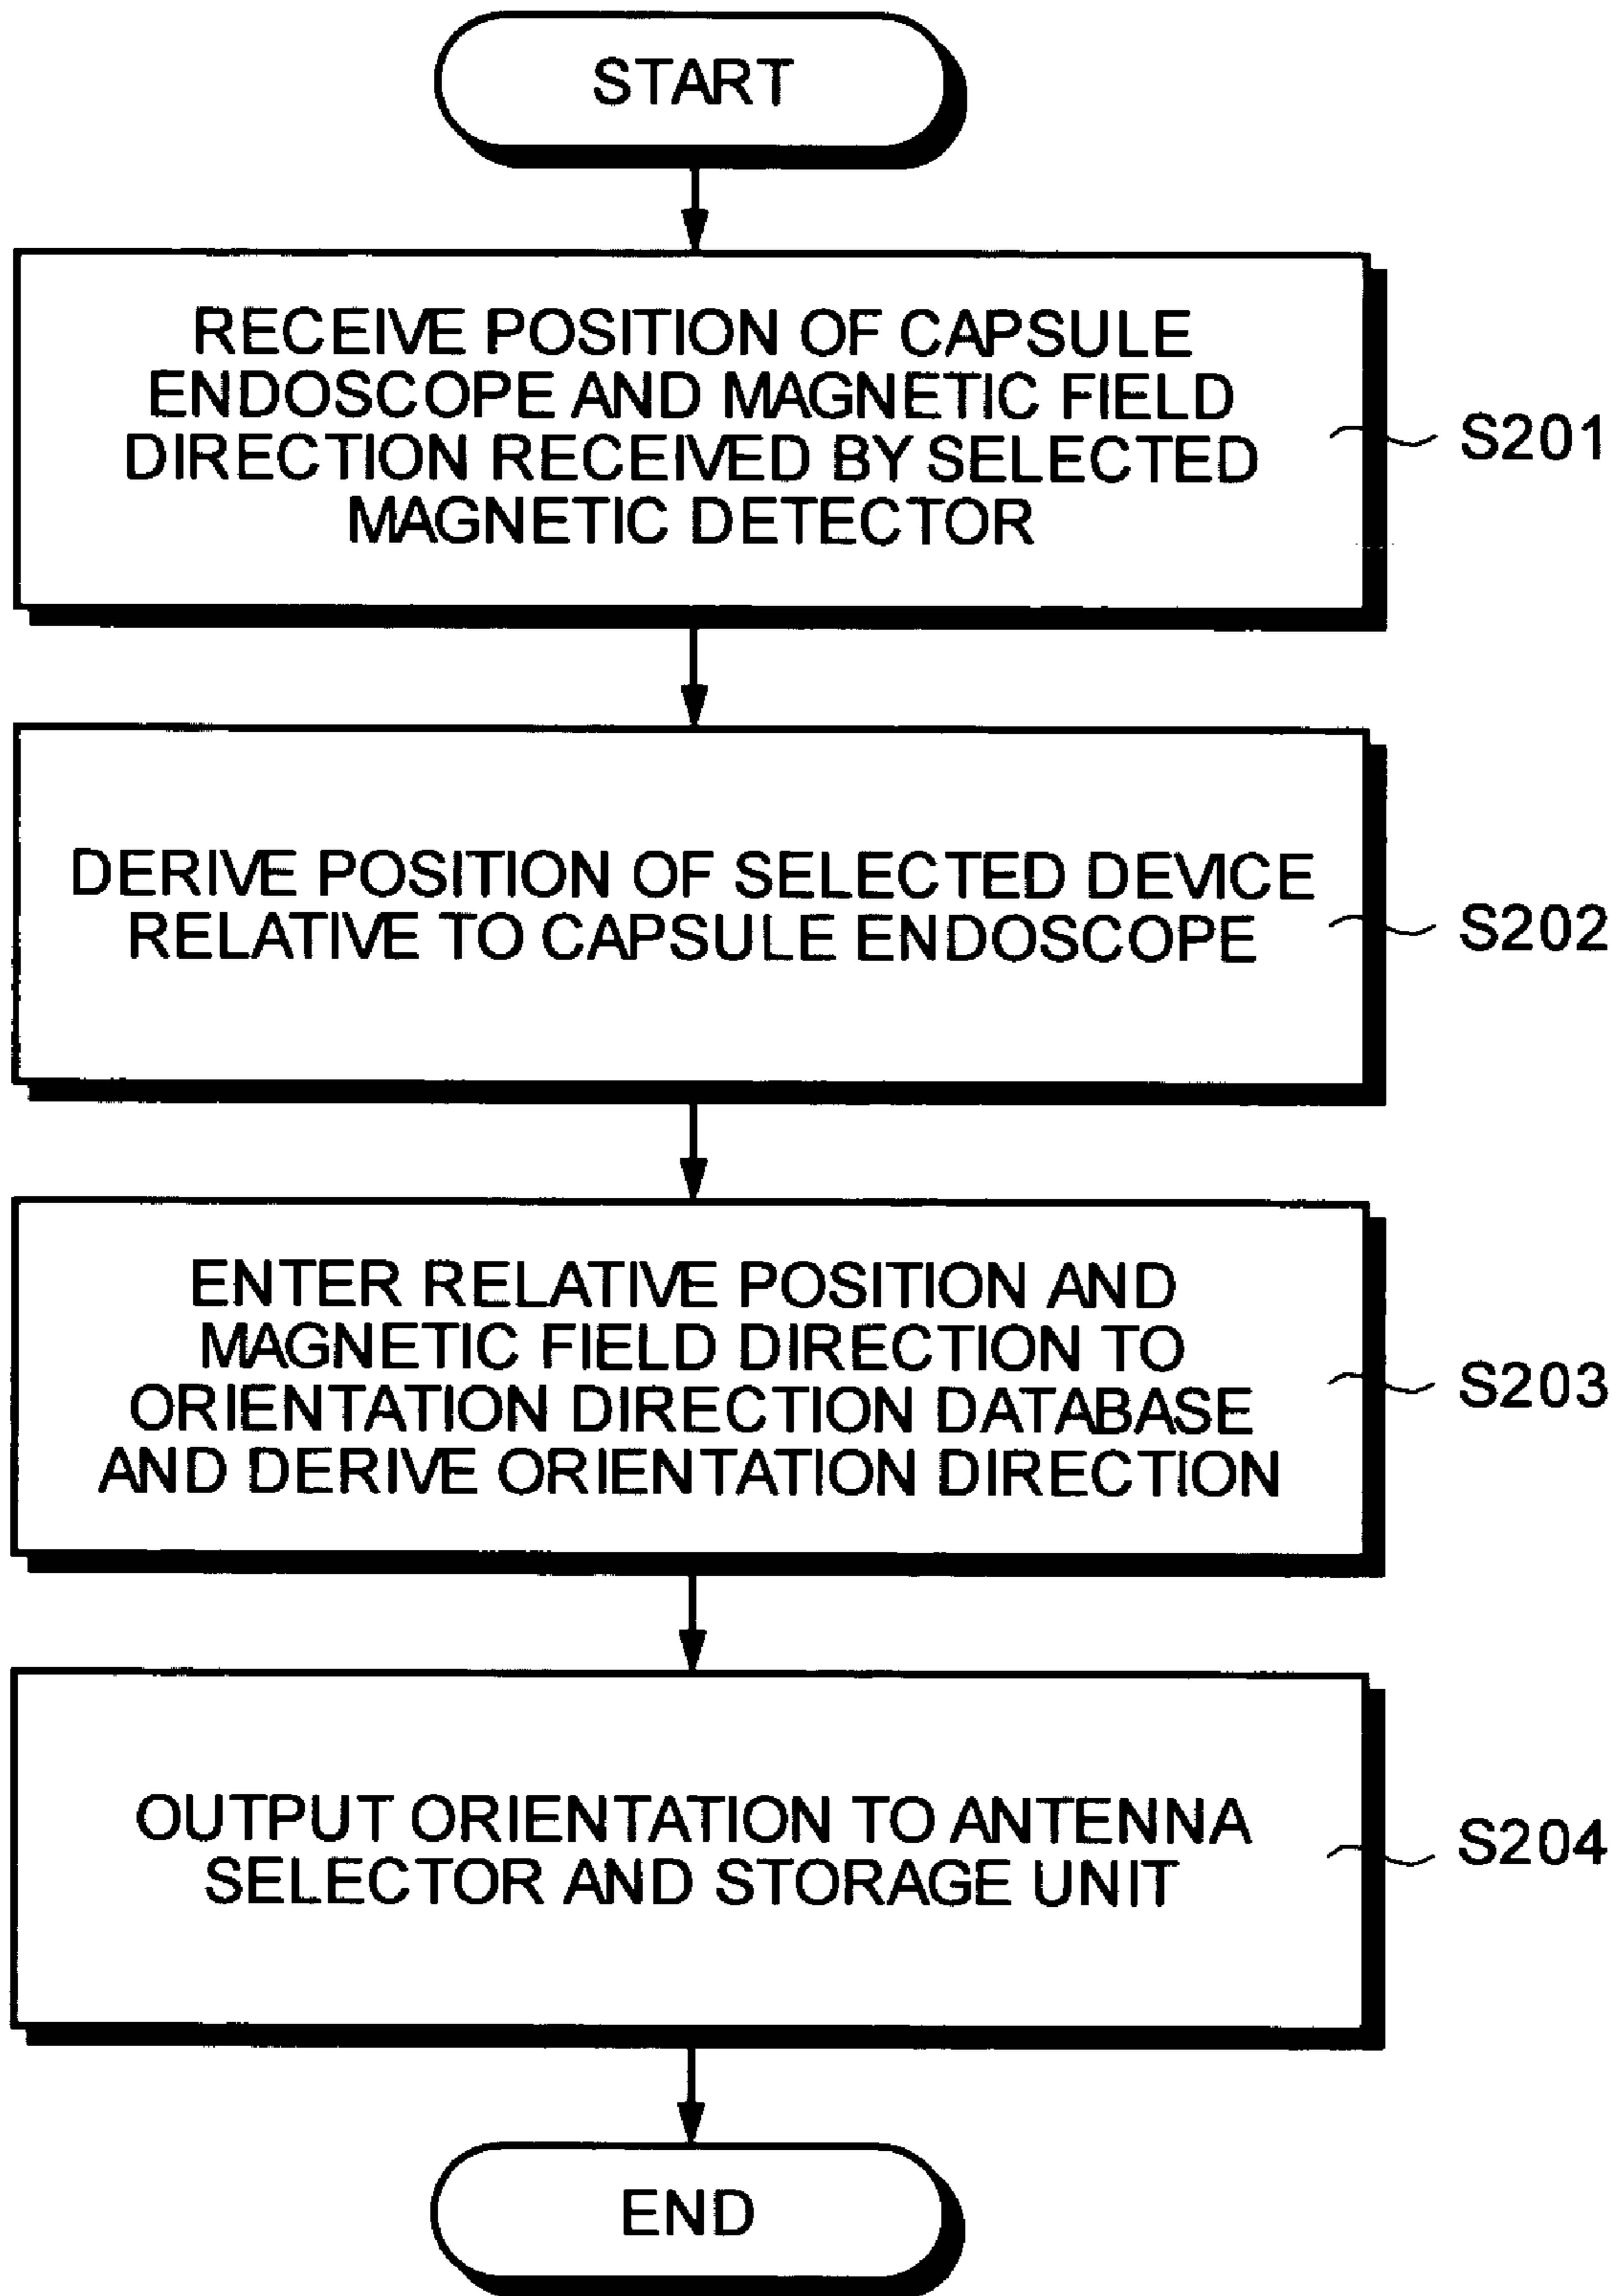 START
RECEIVE POSITION OF CAPSULE
ENDOSCOPE AND MAGNETIC FIELD
DIRECTION RECEIVED BY SELECTED
MAGNETIC DETECTOR
S201
DERIVE POSITION OF SELECTED DEVICE
RELATIVE TO CAPSULE ENDOSCOPE
S202
ENTER RELATIVE POSITION AND
MAGNETIC FIELD DIRECTION TO
ORIENTATION DIRECTION DATABASE
AND DERIVE ORIENTATION DIRECTION
S203
OUTPUT ORIENTATION TO ANTENNA
SELECTOR AND STORAGE UNIT
S204
END